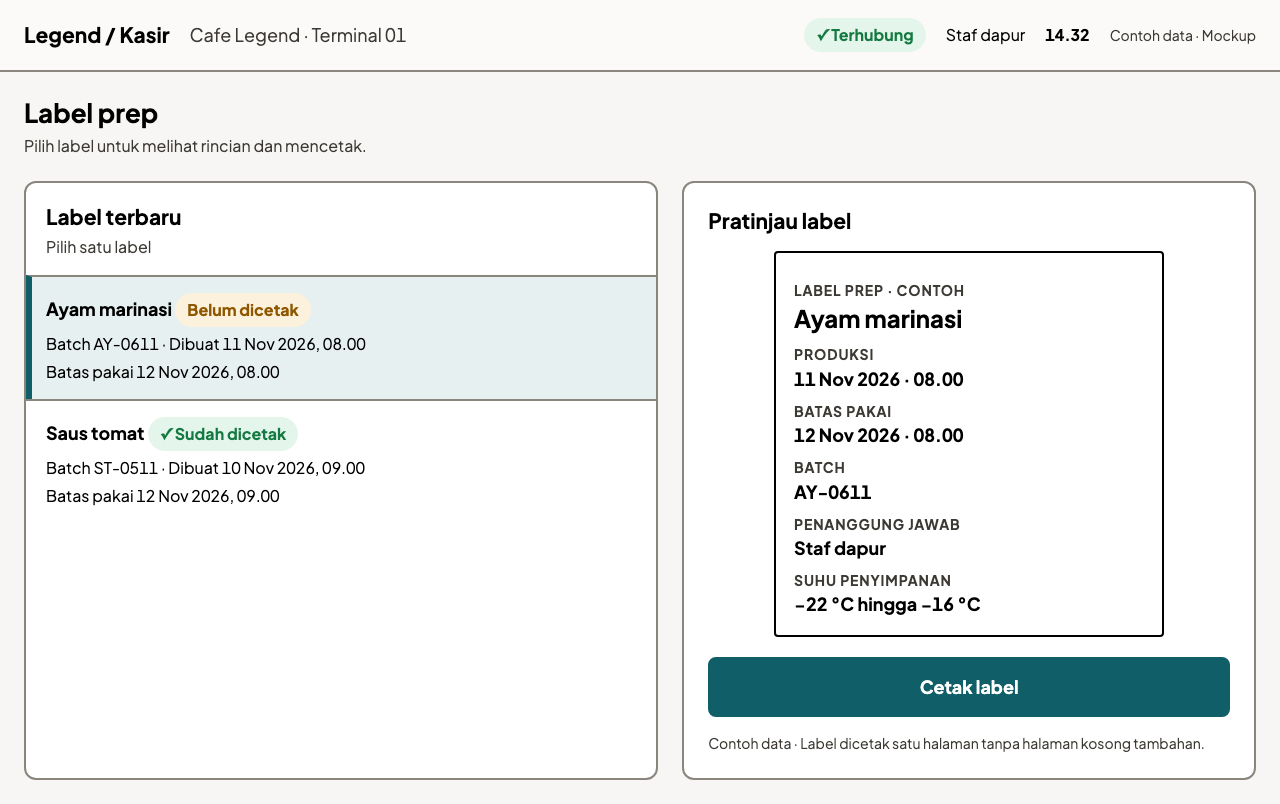 Legend / Kasir
Cafe Legend · Terminal 01
✓Terhubung
Staf dapur
14.32
Contoh data · Mockup
Label prep
Pilih label untuk melihat rincian dan mencetak.
Label terbaru
Pilih satu label
Ayam marinasi Belum dicetak
Batch AY-0611 · Dibuat 11 Nov 2026, 08.00
Batas pakai 12 Nov 2026, 08.00
Saus tomat ✓Sudah dicetak
Batch ST-0511 · Dibuat 10 Nov 2026, 09.00
Batas pakai 12 Nov 2026, 09.00
Pratinjau label
LABEL PREP · CONTOH
Ayam marinasi
PRODUKSI
11 Nov 2026 · 08.00
BATAS PAKAI
12 Nov 2026 · 08.00
BATCH
AY-0611
PENANGGUNG JAWAB
Staf dapur
SUHU PENYIMPANAN
−22 °C hingga −16 °C
Cetak label
Contoh data · Label dicetak satu halaman tanpa halaman kosong tambahan.